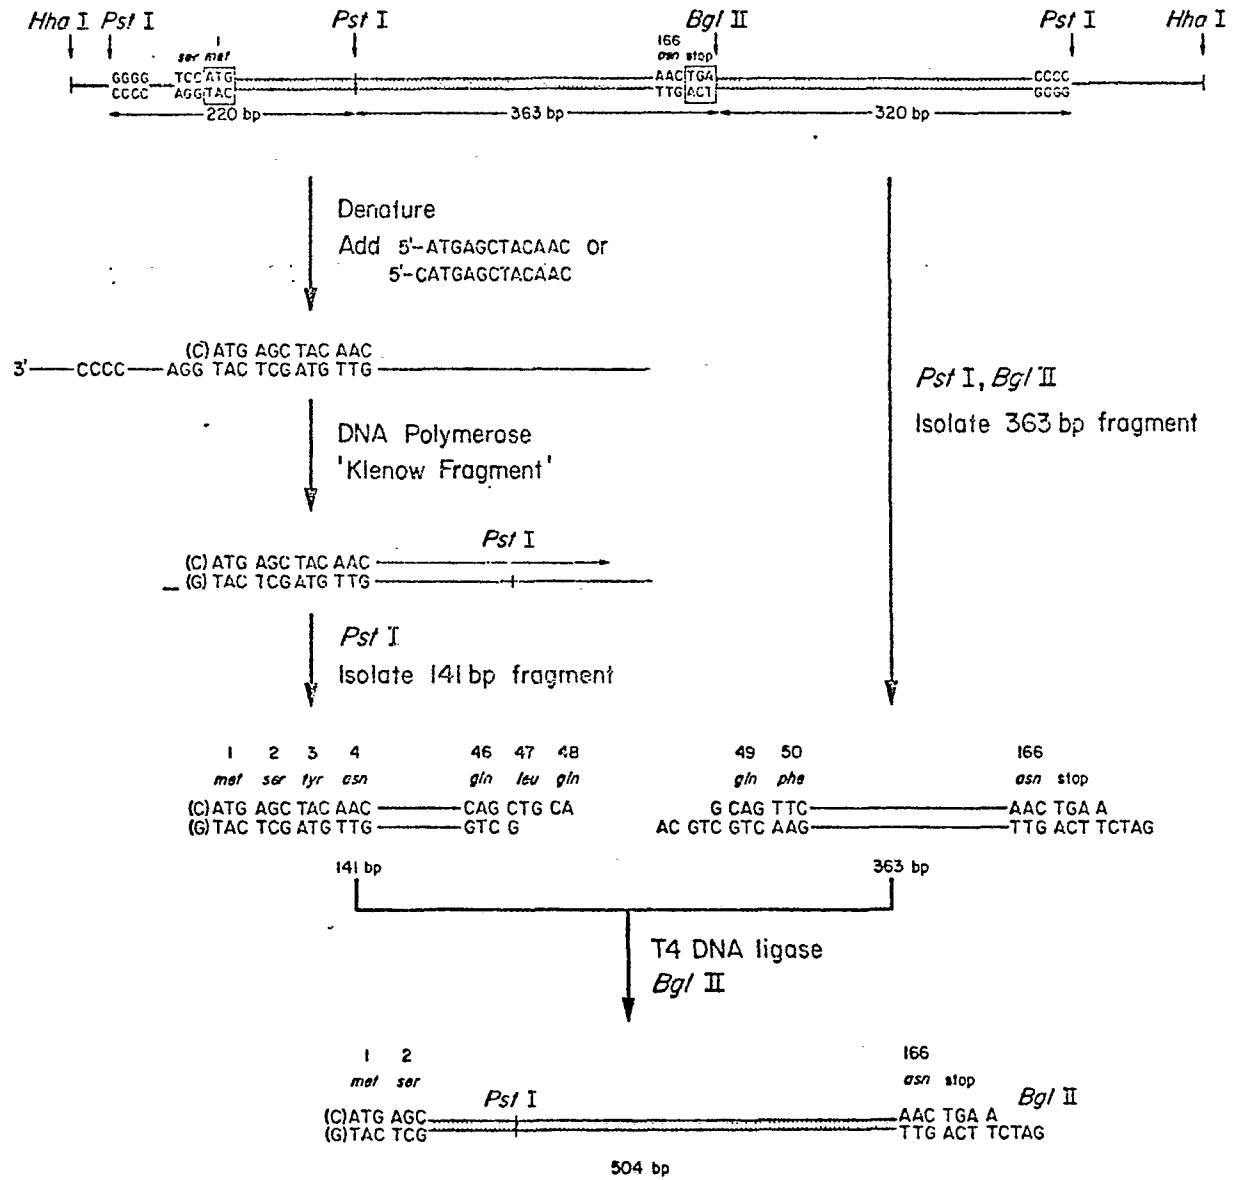 Hha I Pst I Pst I Bgl II Pst I Hha I
1 166
ser met asn stop
GGGG TCC ATG AAC TGA CCCC
CCCC AGG TAC TTG ACT GGGG
220 bp 363 bp 320 bp
Denature
Add 5'-ATGAGCTACAAC or
5'-CATGAGCTACAAC
(C) ATG AGC TAC AAC
3' CCCC AGG TAC TCG ATG TTG
Pst I, Bgl II
Isolate 363 bp fragment
DNA Polymerase
'Klenow Fragment'
Pst I
(C) ATG AGC TAC AAC
(G) TAC TCG ATG TTG
Pst I
Isolate 141 bp fragment
1 2 3 4 46 47 48 49 50 166
met ser tyr asn gln leu gln gln phe asn stop
(C) ATG AGC TAC AAC CAG CTG CA G CAG TTC AAC TGA A
(G) TAC TCG ATG TTG GTC G AC GTC GTC AAG TTG ACT TCTAG
141 bp 363 bp
T4 DNA ligase
Bgl II
1 2 166
met ser asn stop
Pst I Bgl II
(C) ATG AGC AAC TGA A
(G) TAC TCG TTG ACT TCTAG
504 bp